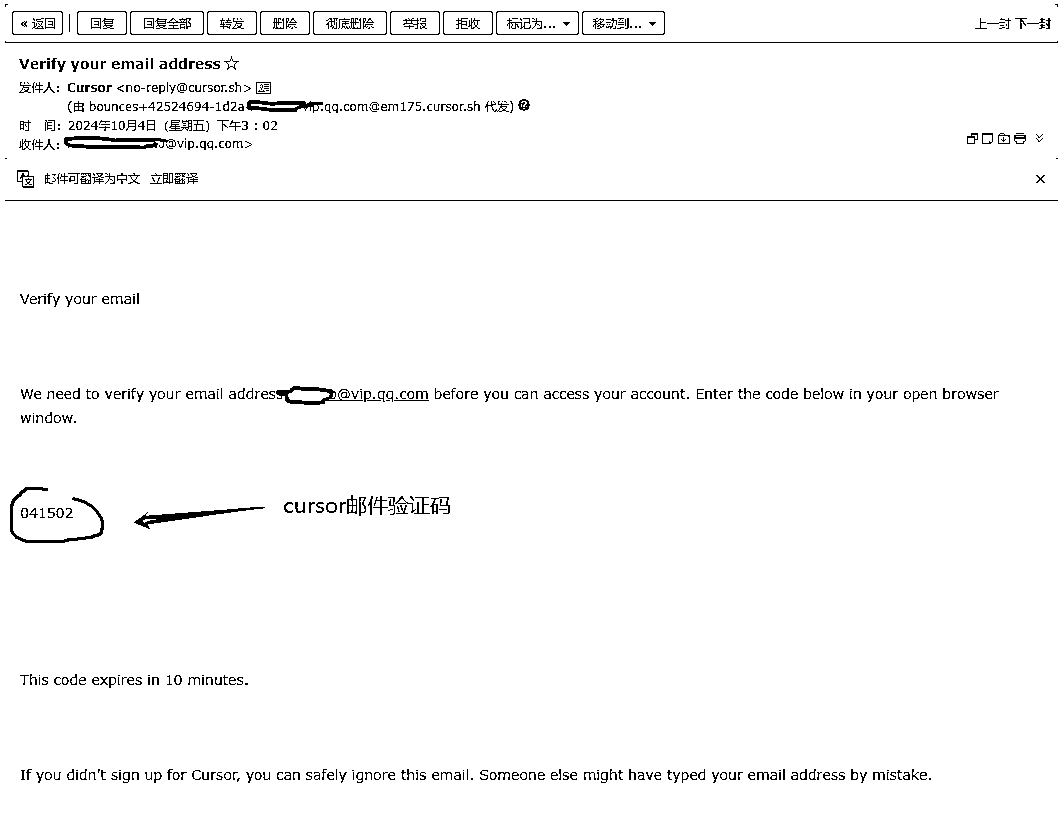 « 返回 回复 回复全部 转发 删除 彻底删除 举报 拒收 标记为... 移动到... 上一封 下一封
Verify your email address ☆
发件人: Cursor <no-reply@cursor.sh>
(由 bounces+42524694-1d2a vip.qq.com@em175.cursor.sh 代发)
时 间: 2024年10月4日 (星期五) 下午3:02
收件人: @vip.qq.com>
邮件可翻译为中文 立即翻译
Verify your email
We need to verify your email address @vip.qq.com before you can access your account. Enter the code below in your open browser
window.
041502
cursor邮件验证码
This code expires in 10 minutes.
If you didn't sign up for Cursor, you can safely ignore this email. Someone else might have typed your email address by mistake.